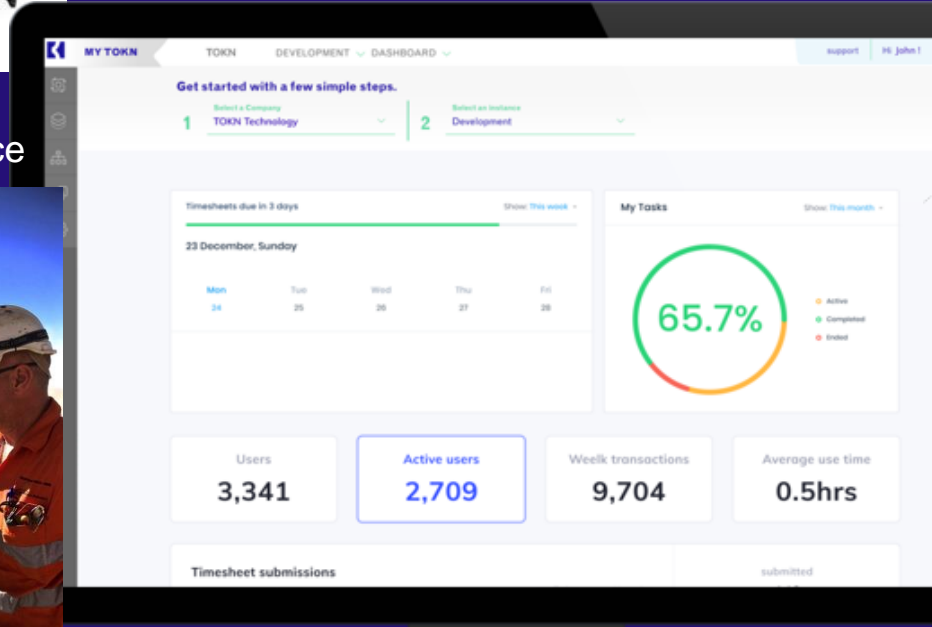 MY TOKN TOKN DEVELOPMENT DASHBOARD support Hi John !
Get started with a few simple steps.
Select a Company Select an Instance
1 TOKN Technology 2 Development
ce
Timesheets due in 3 days Show: This week My Tasks Show: This month
23 December, Sunday
Mon Tue Wed Thu Fri
24 25 26 27 28
65.7%
Active
Completed
Ended
Users Active users Weelk transactions Average use time
3,341 2,709 9,704 0.5hrs
Timesheet submissions submitted